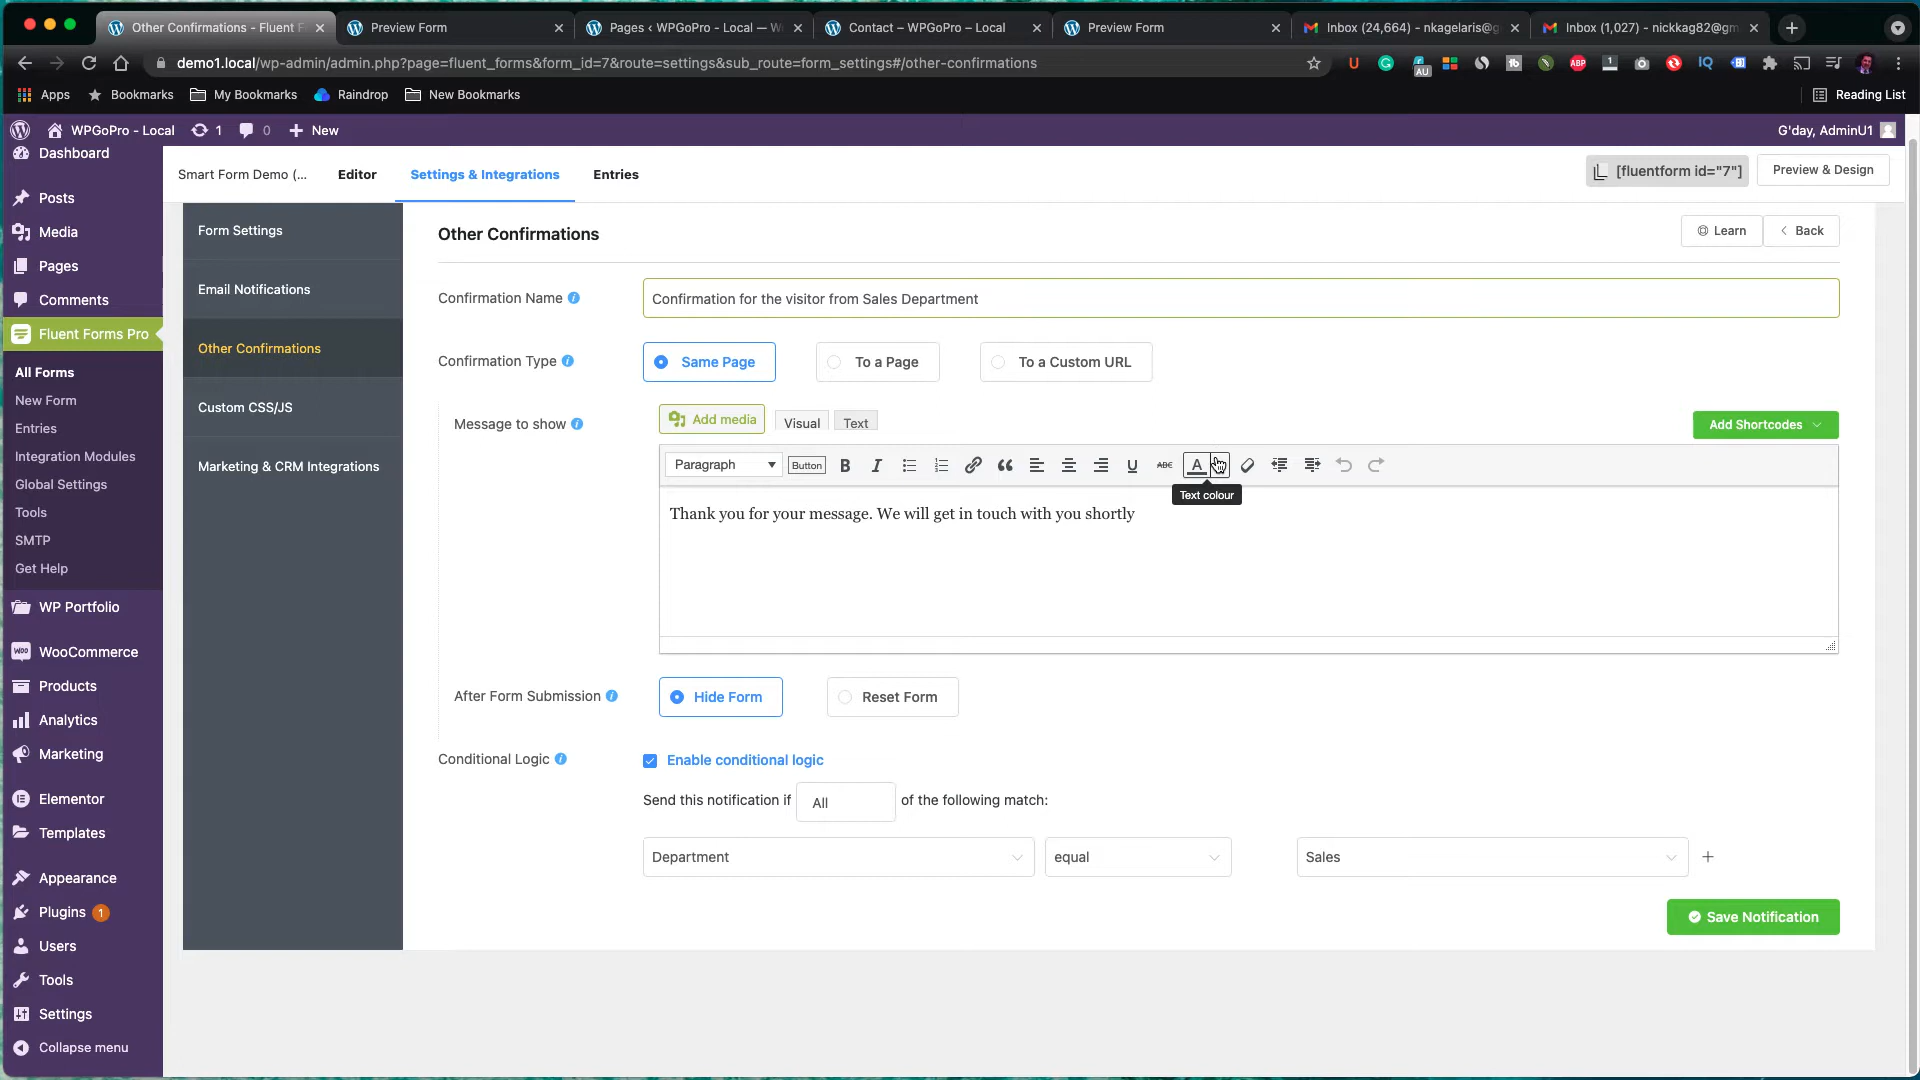 Other Confirmations - Fluent F
Preview Form
Pages ‹ WPGoPro - Local — W
Contact – WPGoPro – Local
Preview Form
Inbox (24,664) - nkagelaris@g
Inbox (1,027) - nickkag82@gm
demo1.local/wp-admin/admin.php?page=fluent_forms&form_id=7&route=settings&sub_route=form_settings#/other-confirmations
Apps
Bookmarks
My Bookmarks
Raindrop
New Bookmarks
Reading List
WPGoPro - Local
1
0
New
G'day, AdminU1
Dashboard
Posts
Media
Pages
Comments
Fluent Forms Pro
All Forms
New Form
Entries
Integration Modules
Global Settings
Tools
SMTP
Get Help
WP Portfolio
WooCommerce
Products
Analytics
Marketing
Elementor
Templates
Appearance
Plugins 1
Users
Tools
Settings
Collapse menu
Smart Form Demo (...
Editor
Settings & Integrations
Entries
[fluentform id="7"]
Preview & Design
Form Settings
Email Notifications
Other Confirmations
Custom CSS/JS
Marketing & CRM Integrations
Other Confirmations
Learn
Back
Confirmation Name
Confirmation for the visitor from Sales Department
Confirmation Type
Same Page
To a Page
To a Custom URL
Message to show
Add media
Visual
Text
Add Shortcodes
Paragraph
Button
B
I
U
ABC
A
Text colour
Thank you for your message. We will get in touch with you shortly
After Form Submission
Hide Form
Reset Form
Conditional Logic
Enable conditional logic
Send this notification if
All
of the following match:
Department
equal
Sales
Save Notification